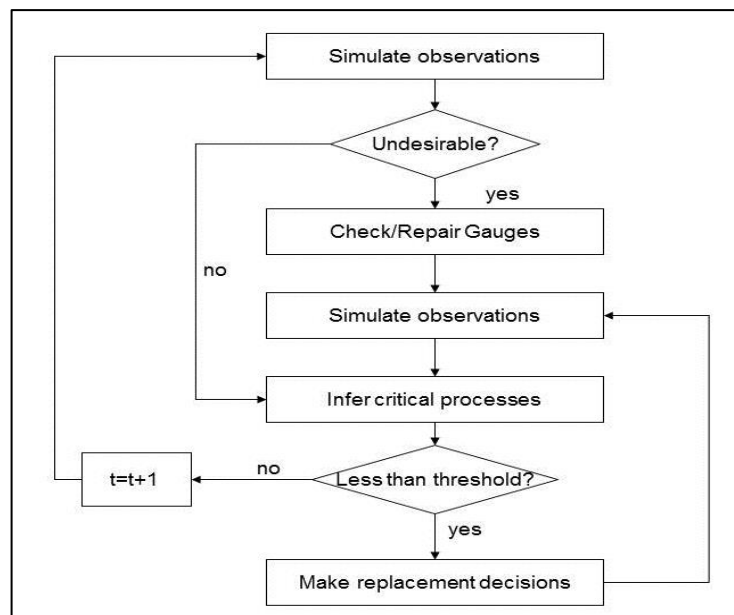 Simulate observations
Undesirable?
yes
Check/Repair Gauges
no
Simulate observations
Infer critical processes
t=t+1
no
Less than threshold?
yes
Make replacement decisions